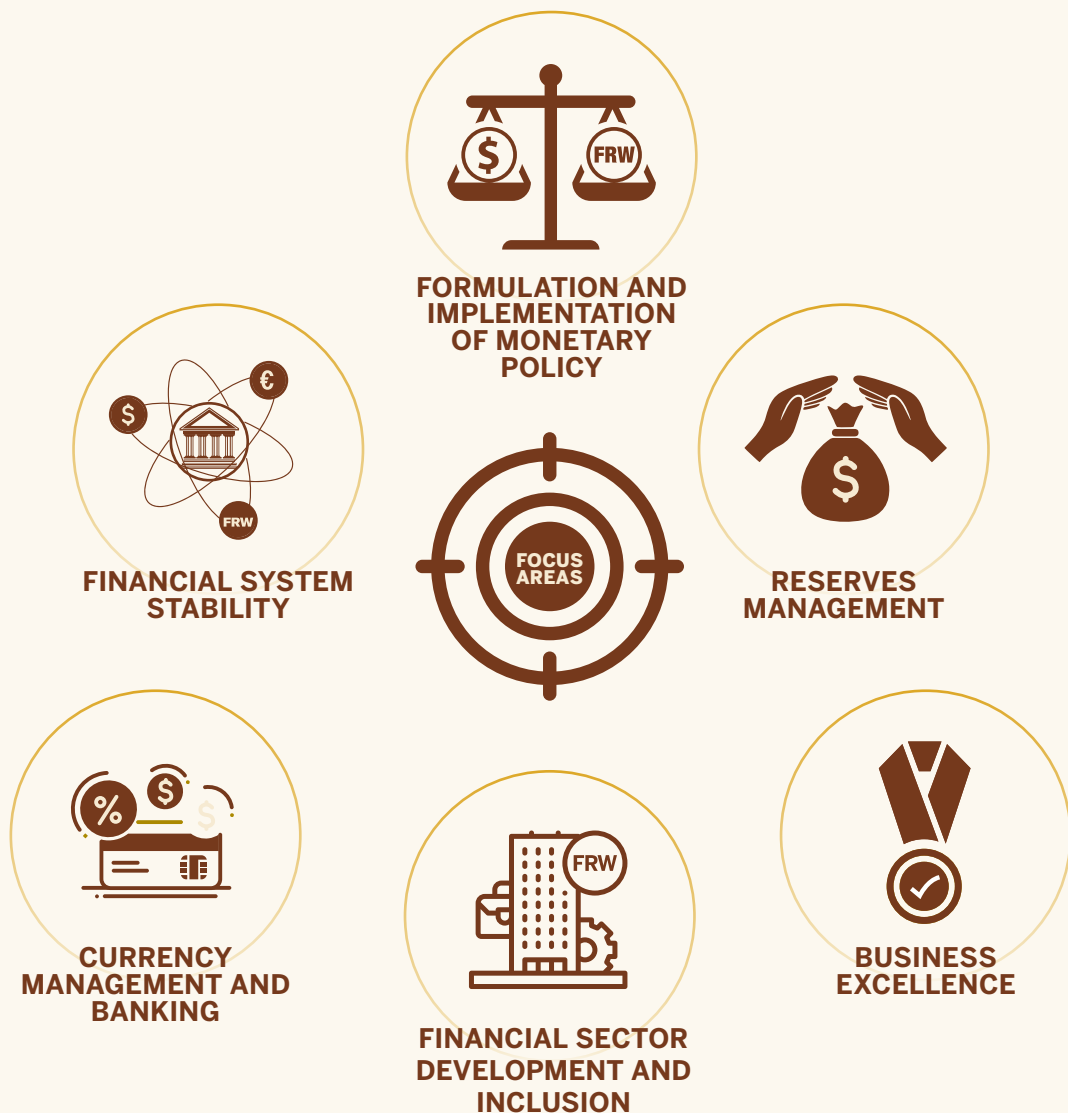 $
FRW
FORMULATION AND
IMPLEMENTATION
OF MONETARY
POLICY
€
$
FRW
FINANCIAL SYSTEM
STABILITY
FOCUS
AREAS
$
RESERVES
MANAGEMENT
%
$
$
CURRENCY
MANAGEMENT AND
BANKING
FRW
FINANCIAL SECTOR
DEVELOPMENT AND
INCLUSION
BUSINESS
EXCELLENCE